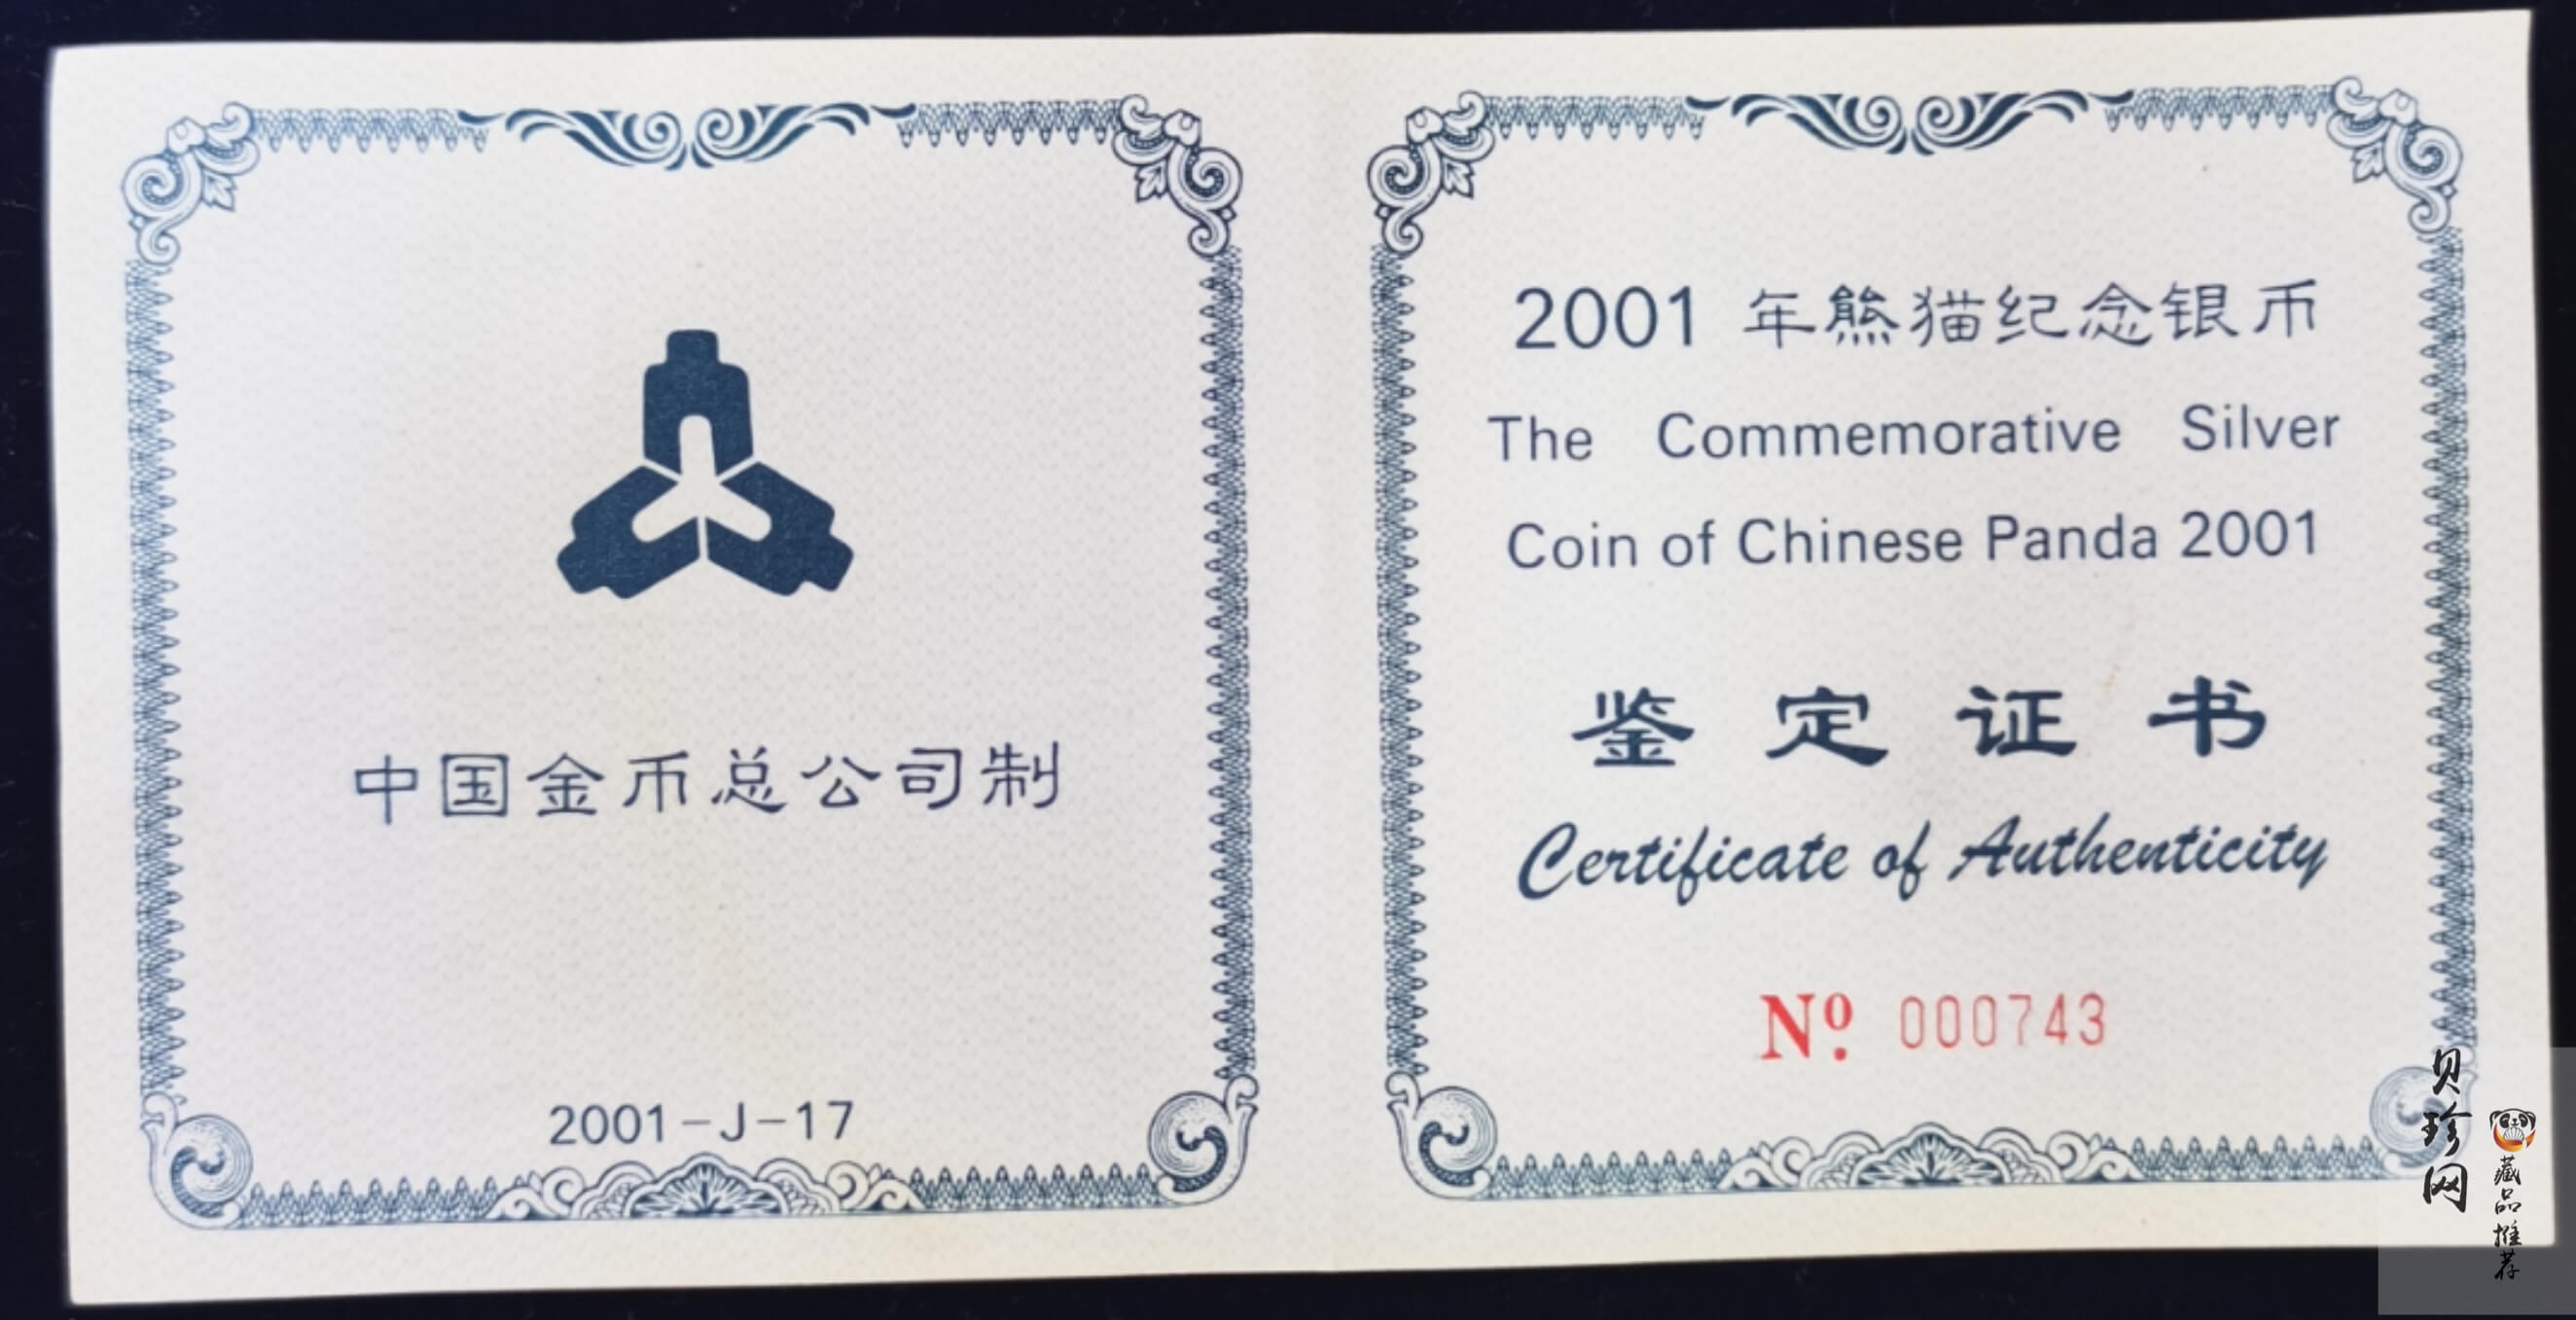 中国金币总公司制
2001-J-17
2001 年熊猫纪念银币
The Commemorative Silver
Coin of Chinese Panda 2001
鉴定证书
Certificate of Authenticity
Nº 000743
贝珍网
藏品推荐